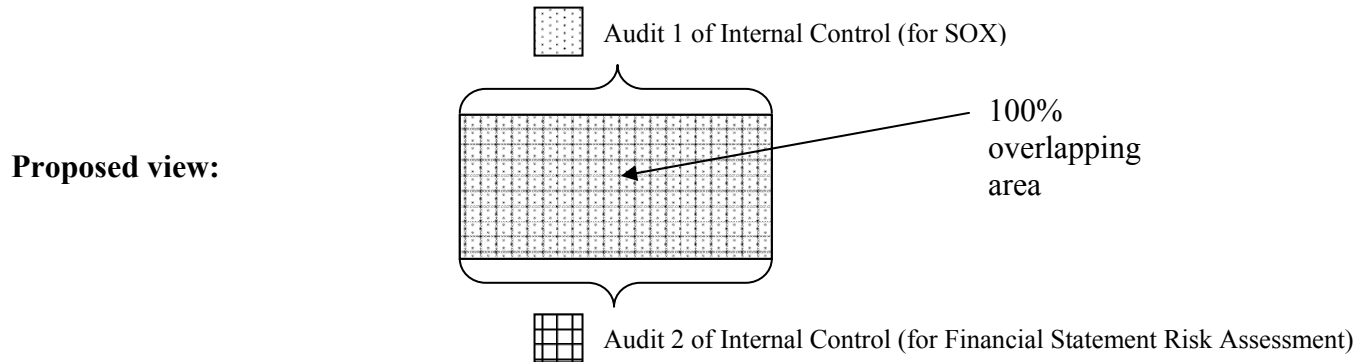 Audit 1 of Internal Control (for SOX)
100%
overlapping
area
Proposed view:
Audit 2 of Internal Control (for Financial Statement Risk Assessment)